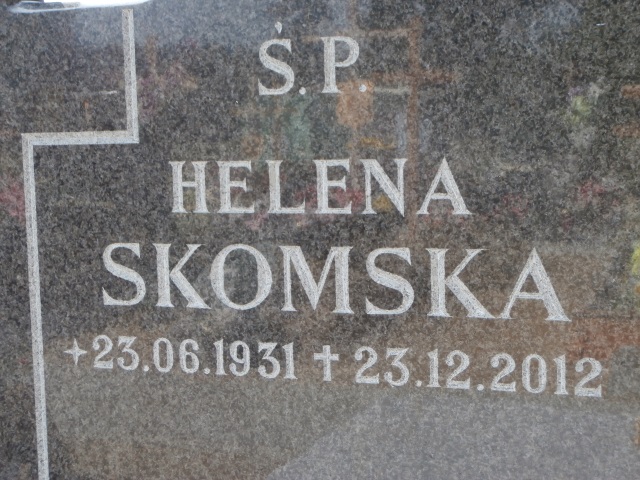 Ś.P.
HELENA
SKOMSKA
✦23.06.1931 ✝ 23.12.2012